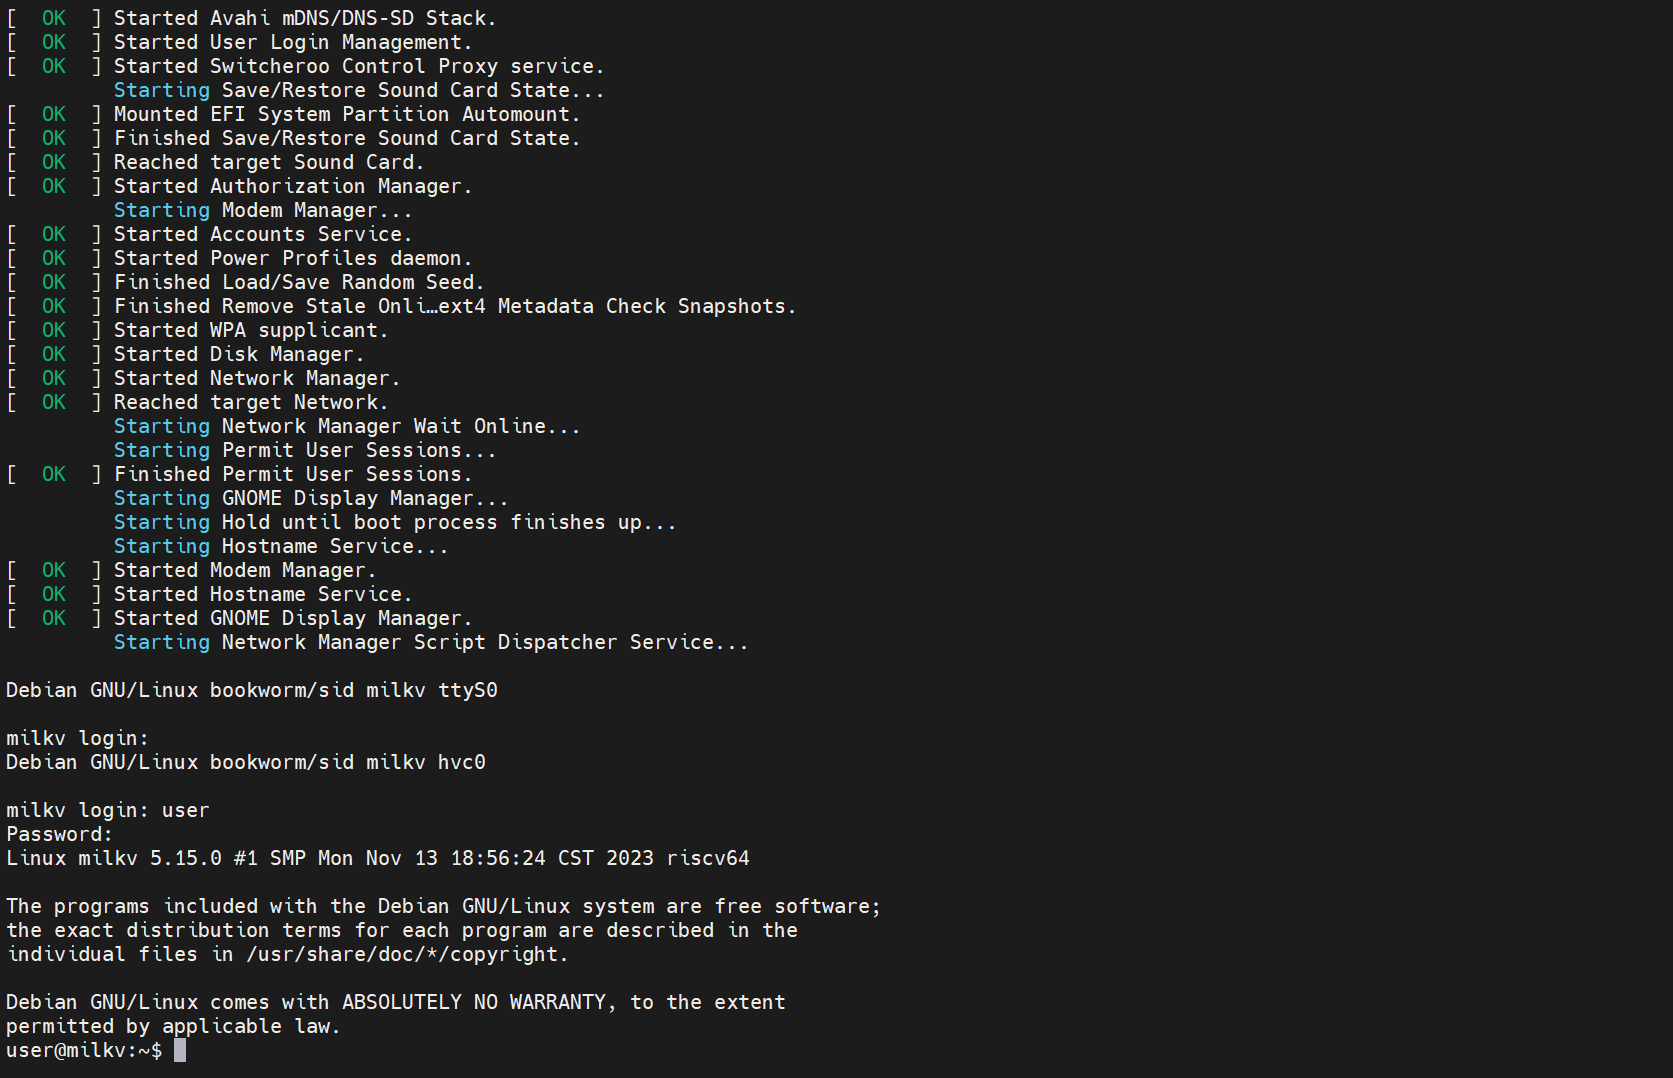 [  OK  ] Started Avahi mDNS/DNS-SD Stack.
[  OK  ] Started User Login Management.
[  OK  ] Started Switcheroo Control Proxy service.
         Starting Save/Restore Sound Card State...
[  OK  ] Mounted EFI System Partition Automount.
[  OK  ] Finished Save/Restore Sound Card State.
[  OK  ] Reached target Sound Card.
[  OK  ] Started Authorization Manager.
         Starting Modem Manager...
[  OK  ] Started Accounts Service.
[  OK  ] Started Power Profiles daemon.
[  OK  ] Finished Load/Save Random Seed.
[  OK  ] Finished Remove Stale Onli…ext4 Metadata Check Snapshots.
[  OK  ] Started WPA supplicant.
[  OK  ] Started Disk Manager.
[  OK  ] Started Network Manager.
[  OK  ] Reached target Network.
         Starting Network Manager Wait Online...
         Starting Permit User Sessions...
[  OK  ] Finished Permit User Sessions.
         Starting GNOME Display Manager...
         Starting Hold until boot process finishes up...
         Starting Hostname Service...
[  OK  ] Started Modem Manager.
[  OK  ] Started Hostname Service.
[  OK  ] Started GNOME Display Manager.
         Starting Network Manager Script Dispatcher Service...

Debian GNU/Linux bookworm/sid milkv ttyS0

milkv login:
Debian GNU/Linux bookworm/sid milkv hvc0

milkv login: user
Password:
Linux milkv 5.15.0 #1 SMP Mon Nov 13 18:56:24 CST 2023 riscv64

The programs included with the Debian GNU/Linux system are free software;
the exact distribution terms for each program are described in the
individual files in /usr/share/doc/*/copyright.

Debian GNU/Linux comes with ABSOLUTELY NO WARRANTY, to the extent
permitted by applicable law.
user@milkv:~$